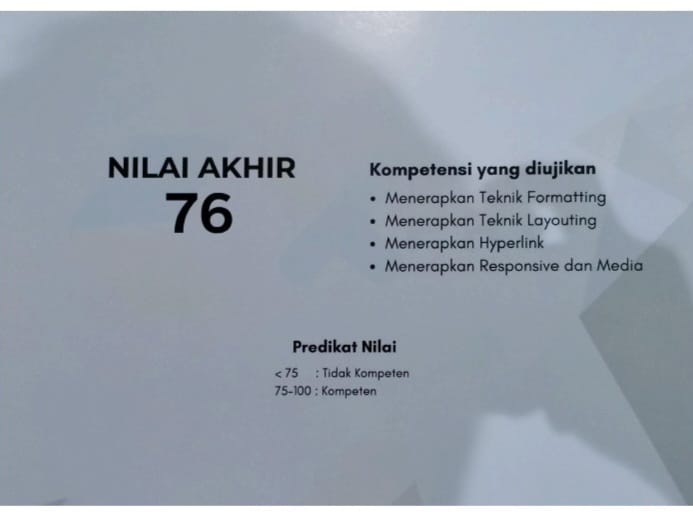 NILAI AKHIR
76
Kompetensi yang diujikan
• Menerapkan Teknik Formatting
• Menerapkan Teknik Layouting
• Menerapkan Hyperlink
• Menerapkan Responsive dan Media
Predikat Nilai
< 75 : Tidak Kompeten
75-100 : Kompeten